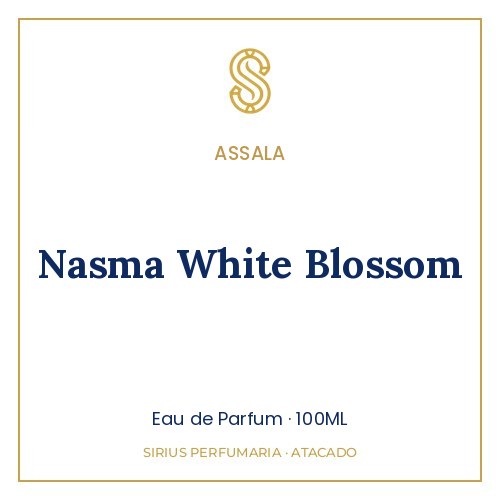 ASSALA
Nasma White Blossom
Eau de Parfum · 100ML
SIRIUS PERFUMARIA · ATACADO